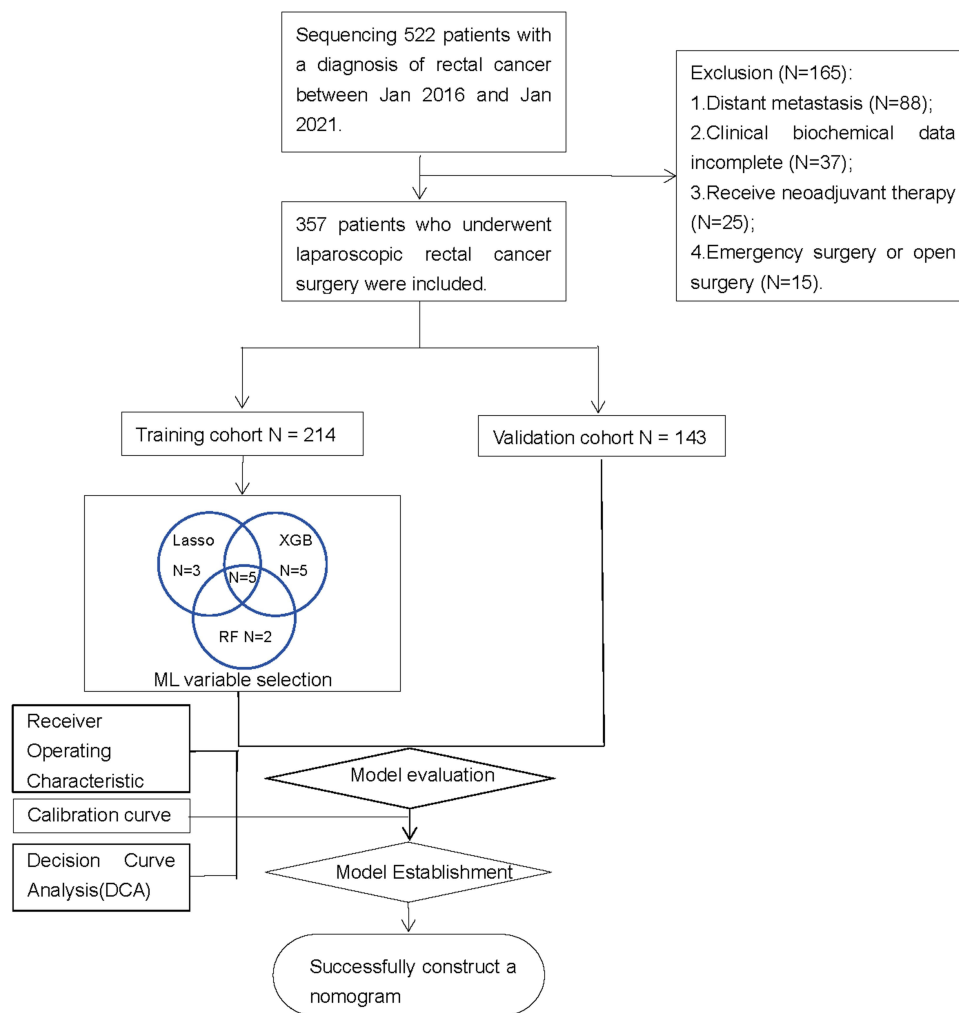 Sequencing 522 patients with
a diagnosis of rectal cancer
between Jan 2016 and Jan
2021.
Exclusion (N=165):
1.Distant metastasis (N=88);
2.Clinical biochemical data
incomplete (N=37);
3.Receive neoadjuvant therapy
(N=25);
4.Emergency surgery or open
surgery (N=15).
357 patients who underwent
laparoscopic rectal cancer
surgery were included.
Training cohort N = 214
Validation cohort N = 143
Lasso
XGB
N=3
N=5
N=5
RF N=2
ML variable selection
Receiver
Operating
Characteristic
Model evaluation
Calibration curve
Decision Curve
Analysis(DCA)
Model Establishment
Successfully construct a
nomogram